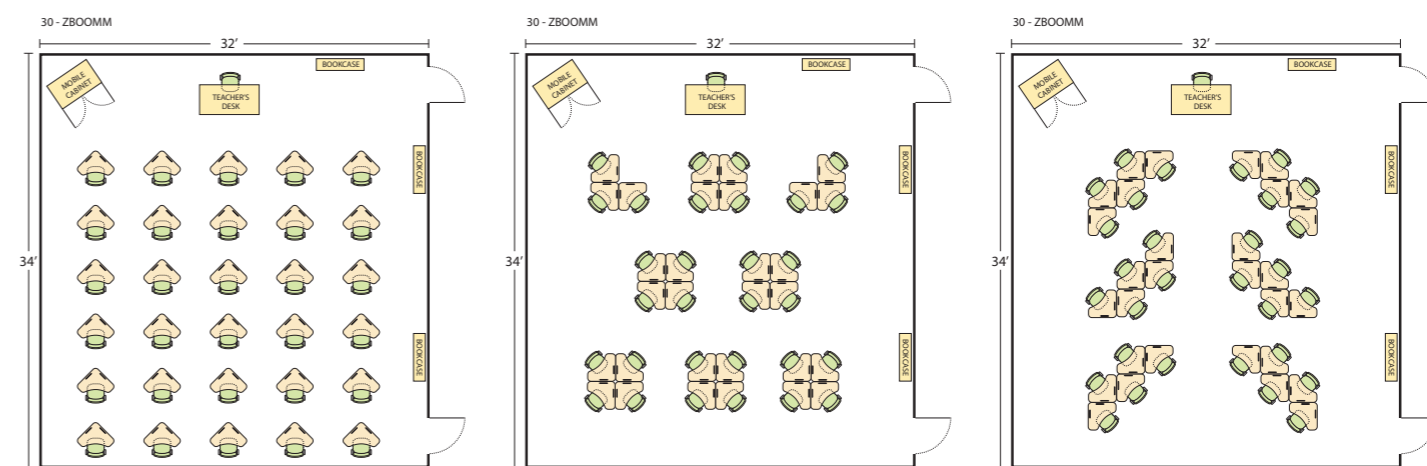 30 - ZBOOMM
32'
34'
MOBILE
CABINET
TEACHER'S
DESK
BOOKCASE
BOOKCASE
BOOKCASE
30 - ZBOOMM
32'
34'
MOBILE
CABINET
TEACHER'S
DESK
BOOKCASE
BOOKCASE
BOOKCASE
30 - ZBOOMM
32'
34'
MOBILE
CABINET
TEACHER'S
DESK
BOOKCASE
BOOKCASE
BOOKCASE